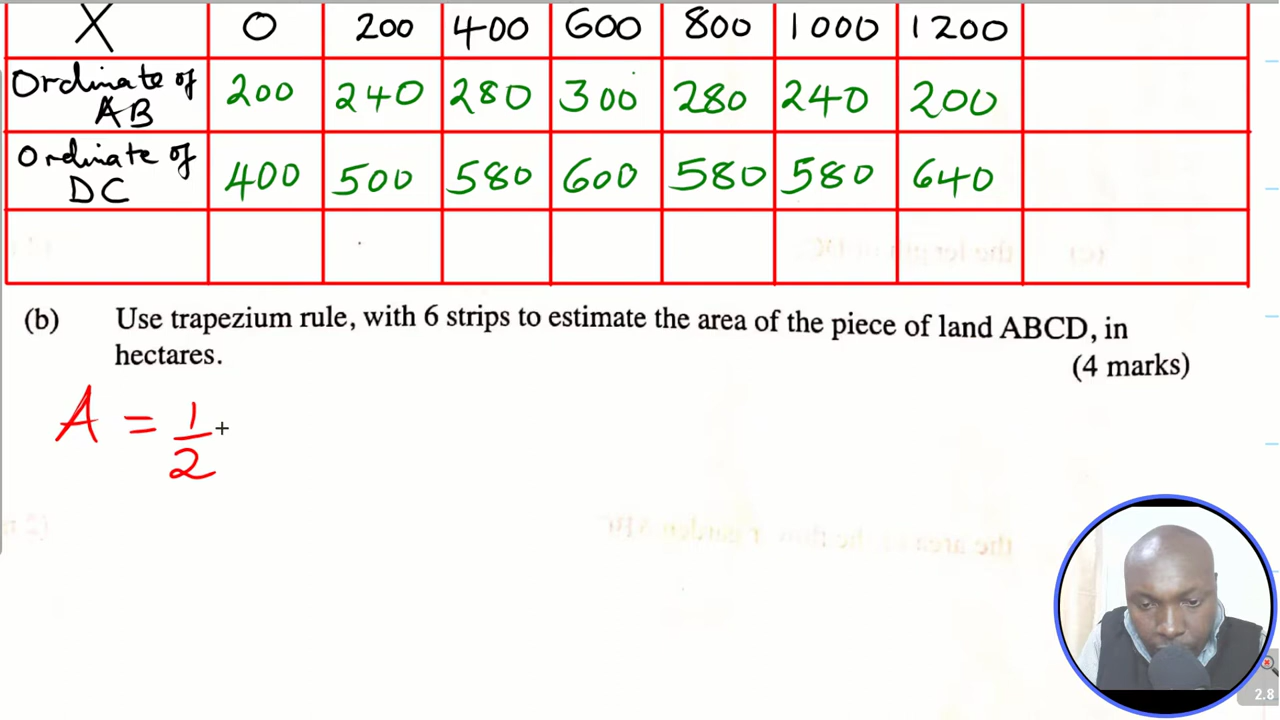 X 0 200 400 600 800 1000 1200
Ordinate of AB 200 240 280 300 280 240 200
Ordinate of DC 400 500 580 600 580 580 640
(b) Use trapezium rule, with 6 strips to estimate the area of the piece of land ABCD, in
hectares.
(4 marks)
A = 1/2
2.8